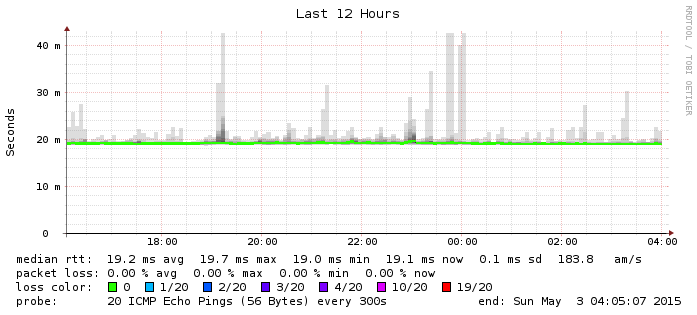 Last 12 Hours
RRDTOOL / TOBI OETIKER
Seconds
40 m
30 m
20 m
10 m
0
18:00 20:00 22:00 00:00 02:00 04:00
median rtt: 19.2 ms avg 19.7 ms max 19.0 ms min 19.1 ms now 0.1 ms sd 183.8 am/s
packet loss: 0.00 % avg 0.00 % max 0.00 % min 0.00 % now
loss color: 0 1/20 2/20 3/20 4/20 10/20 19/20
probe: 20 ICMP Echo Pings (56 Bytes) every 300s end: Sun May 3 04:05:07 2015